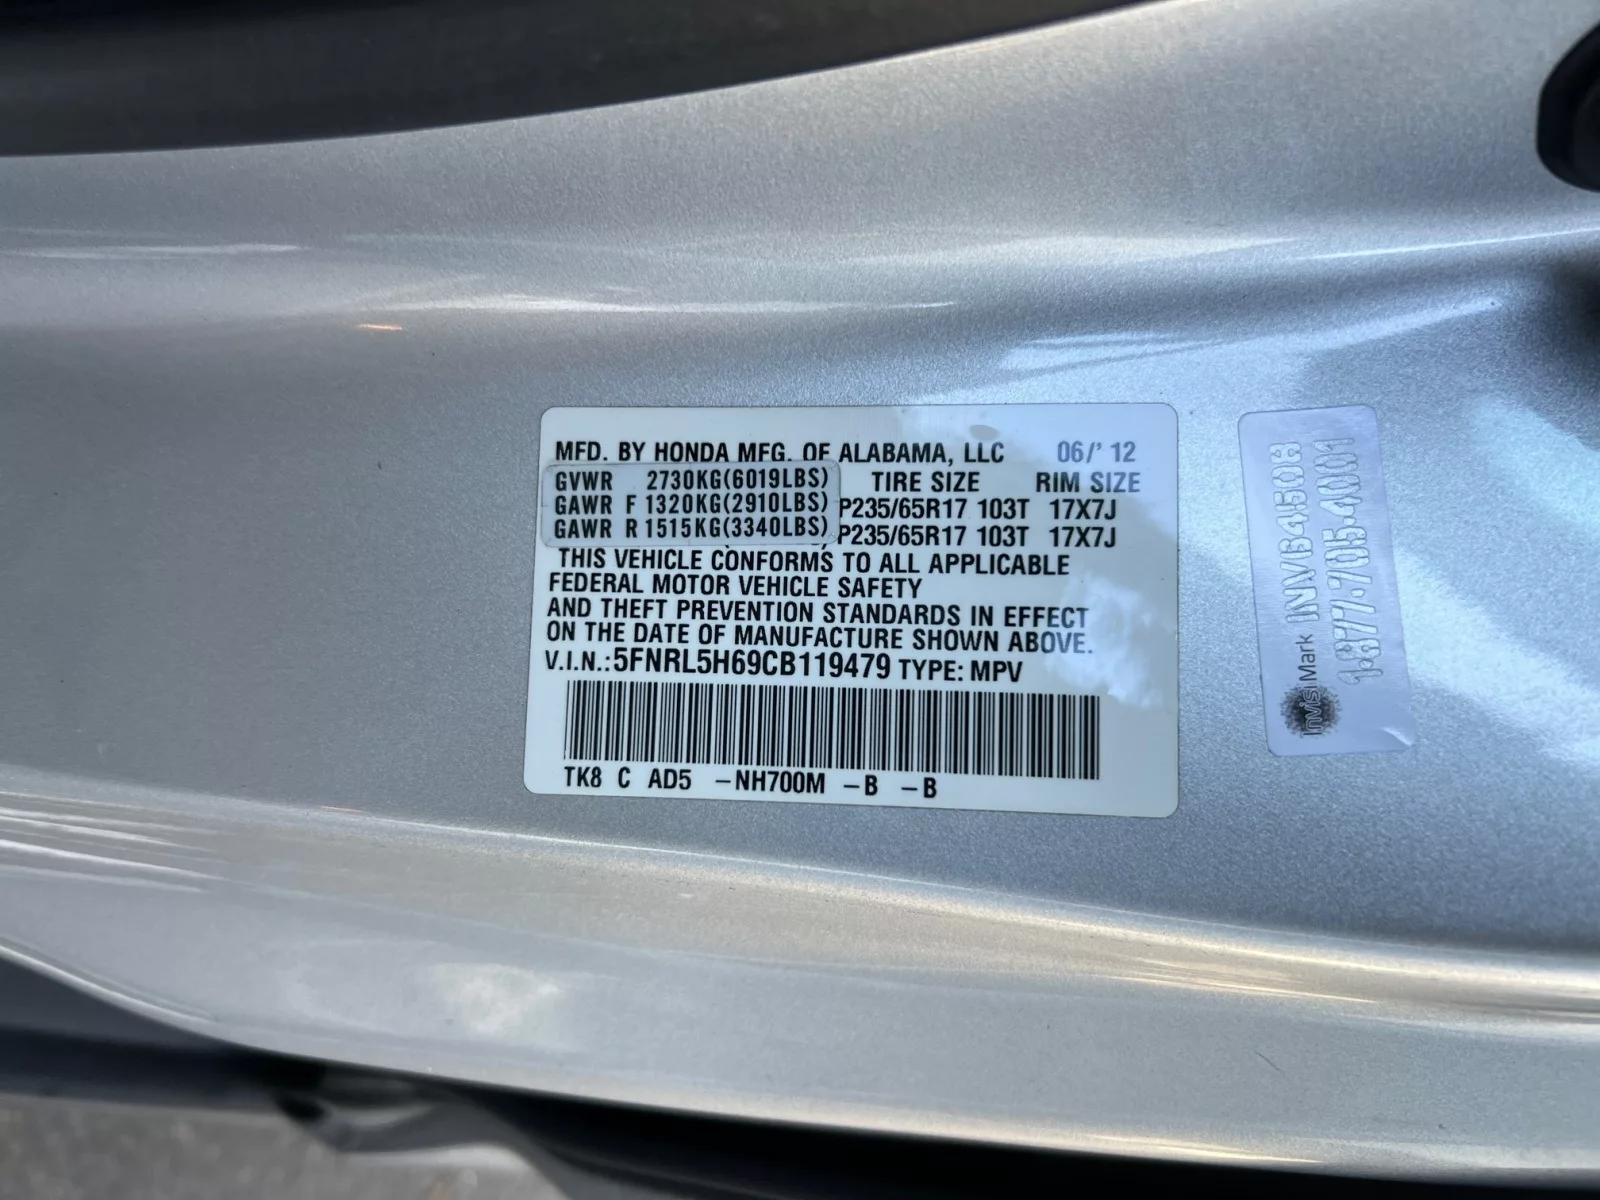 MFD. BY HONDA MFG. OF ALABAMA, LLC 06/' 12
GVWR 2730KG(6019LBS) TIRE SIZE RIM SIZE
GAWR F 1320KG(2910LBS) P235/65R17 103T 17X7J
GAWR R 1515KG(3340LBS) P235/65R17 103T 17X7J
THIS VEHICLE CONFORMS TO ALL APPLICABLE
FEDERAL MOTOR VEHICLE SAFETY
AND THEFT PREVENTION STANDARDS IN EFFECT
ON THE DATE OF MANUFACTURE SHOWN ABOVE.
V.I.N.:5FNRL5H69CB119479 TYPE: MPV
TK8 C AD5 -NH700M -B -B
InvisiMark INV64508
1.877.705.4001